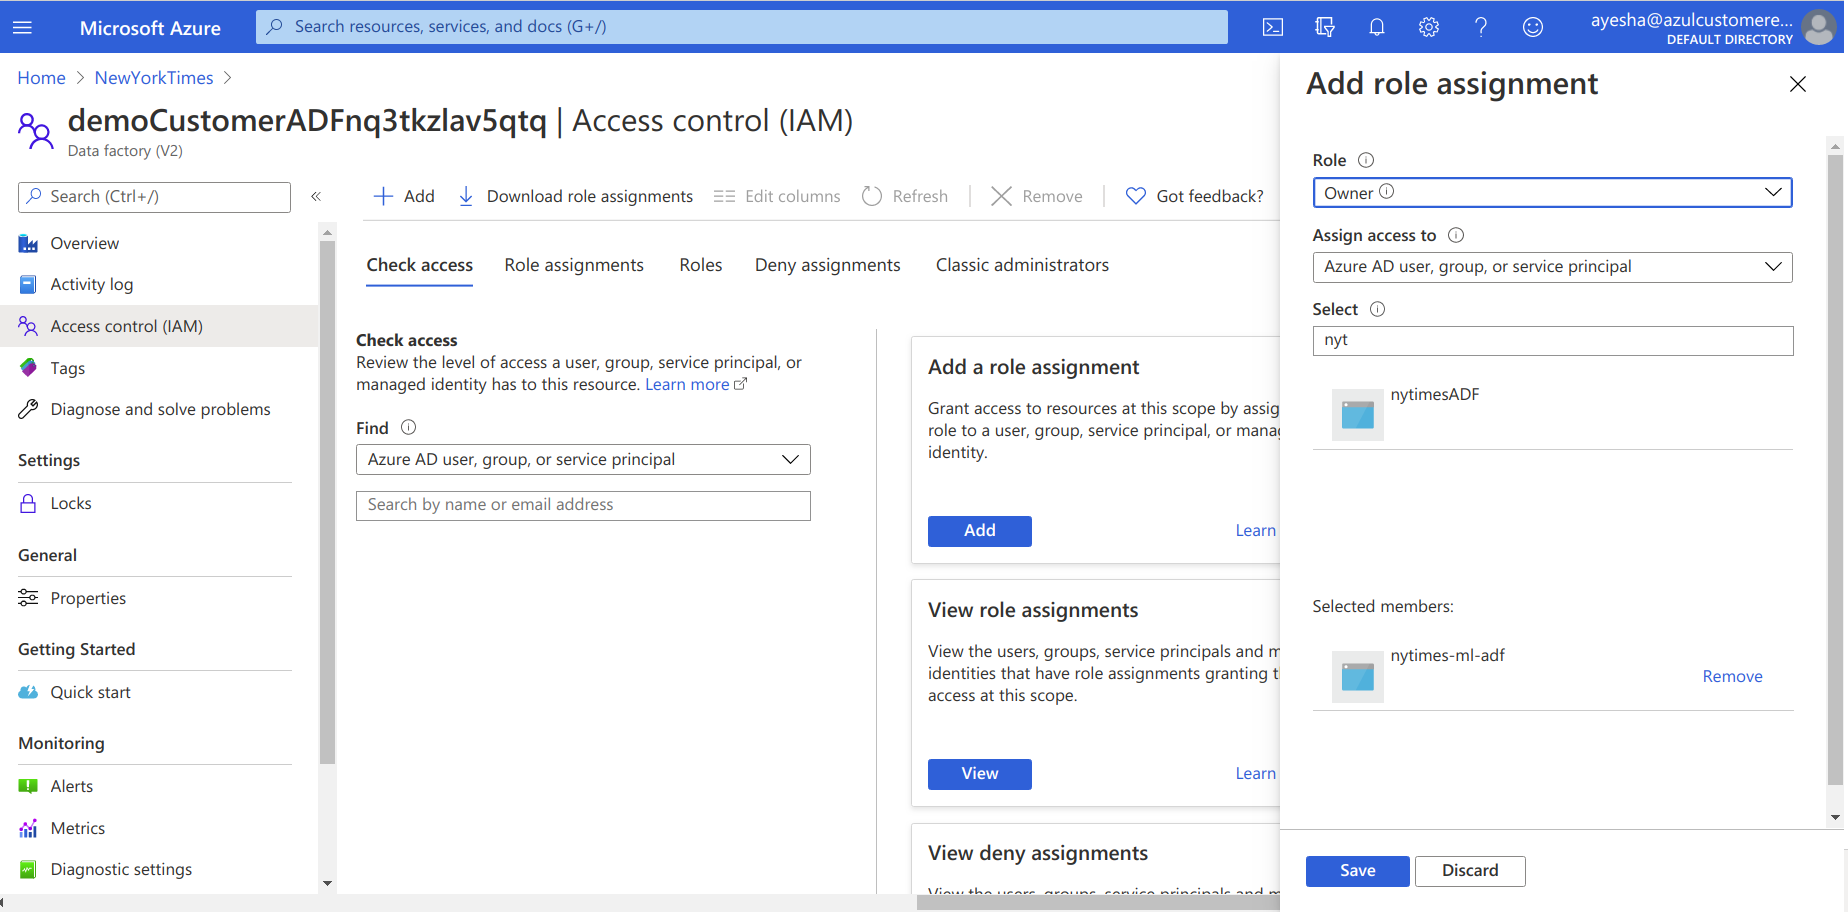 Microsoft Azure
Search resources, services, and docs (G+/)
ayesha@azulcustomere...
DEFAULT DIRECTORY
Home > NewYorkTimes >
demoCustomerADFnq3tkzlav5qtq | Access control (IAM)
Data factory (V2)
Search (Ctrl+/)
«
Overview
Activity log
Access control (IAM)
Tags
Diagnose and solve problems
Settings
Locks
General
Properties
Getting Started
Quick start
Monitoring
Alerts
Metrics
Diagnostic settings
Add
Download role assignments
Edit columns
Refresh
Remove
Got feedback?
Check access
Role assignments
Roles
Deny assignments
Classic administrators
Check access
Review the level of access a user, group, service principal, or
managed identity has to this resource. Learn more
Find
Azure AD user, group, or service principal
Search by name or email address
Add a role assignment
Grant access to resources at this scope by assig
role to a user, group, service principal, or mana
identity.
Add
Learn
View role assignments
View the users, groups, service principals and m
identities that have role assignments granting t
access at this scope.
View
Learn
View deny assignments
View the users, groups, service principals and m
Add role assignment
Role
Owner
Assign access to
Azure AD user, group, or service principal
Select
nyt
nytimesADF
Selected members:
nytimes-ml-adf
Remove
Save
Discard